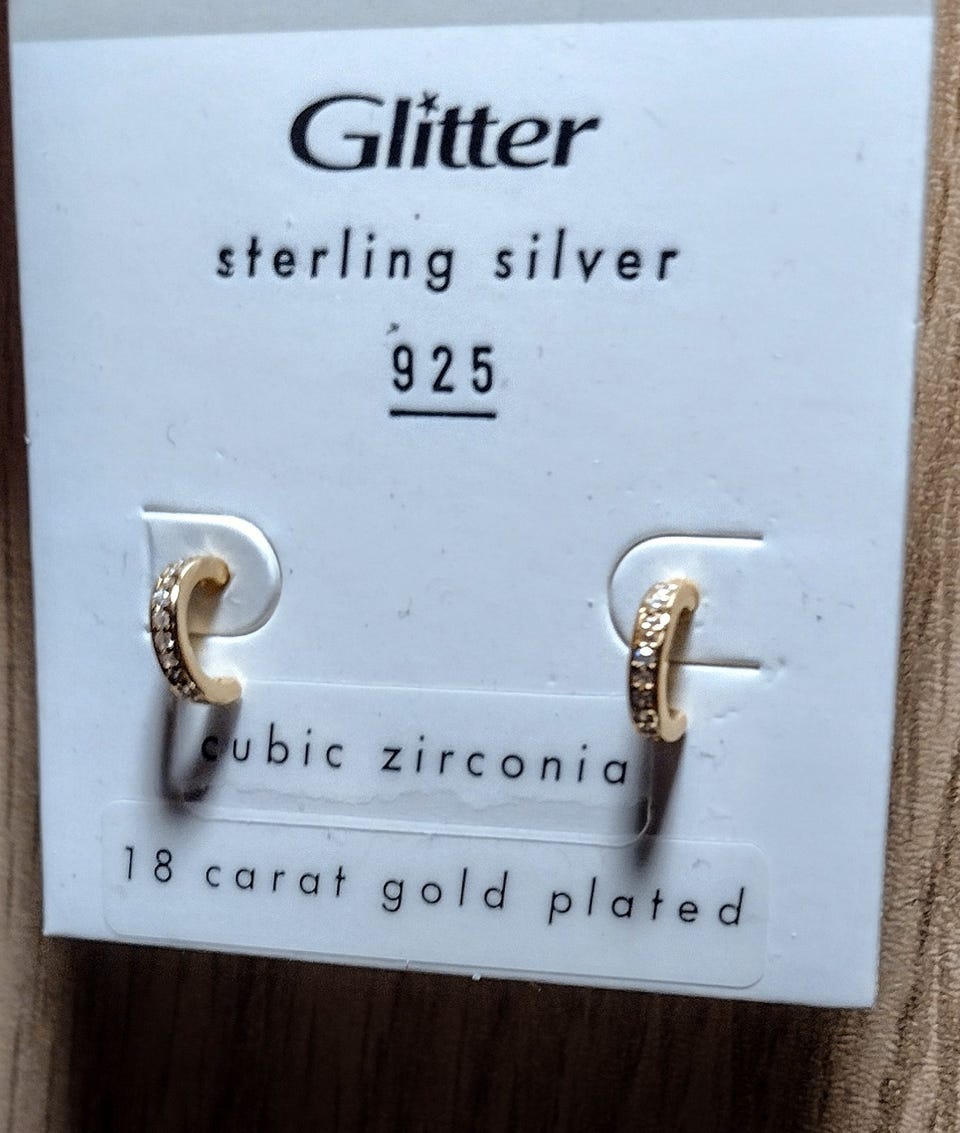 Glitter
sterling silver
925
cubic zirconia
18 carat gold plated